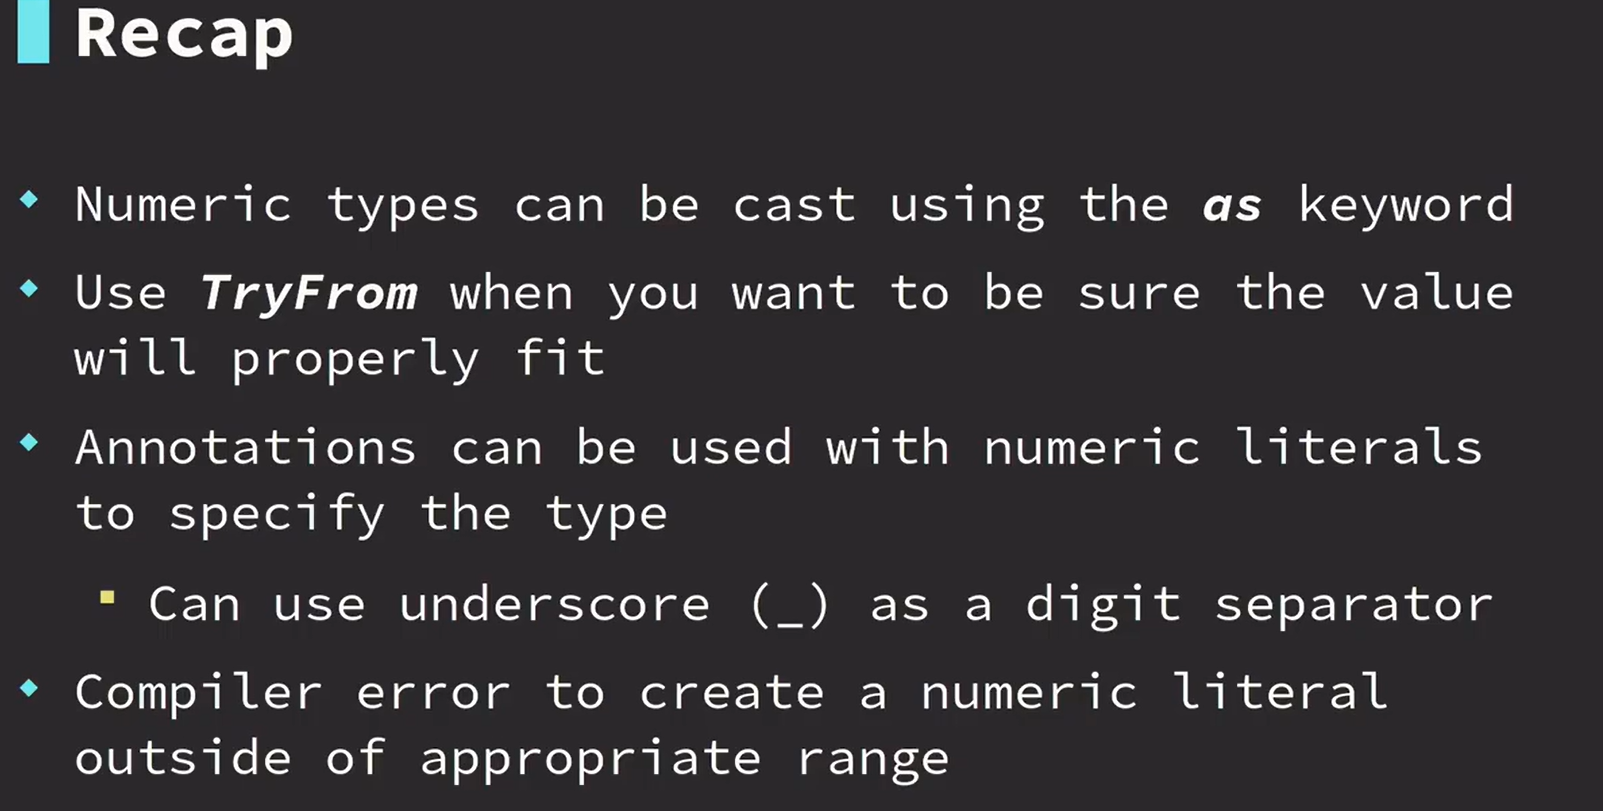 Recap
Numeric types can be cast using the as keyword
Use TryFrom when you want to be sure the value
will properly fit
Annotations can be used with numeric literals
to specify the type
Can use underscore (_) as a digit separator
Compiler error to create a numeric literal
outside of appropriate range